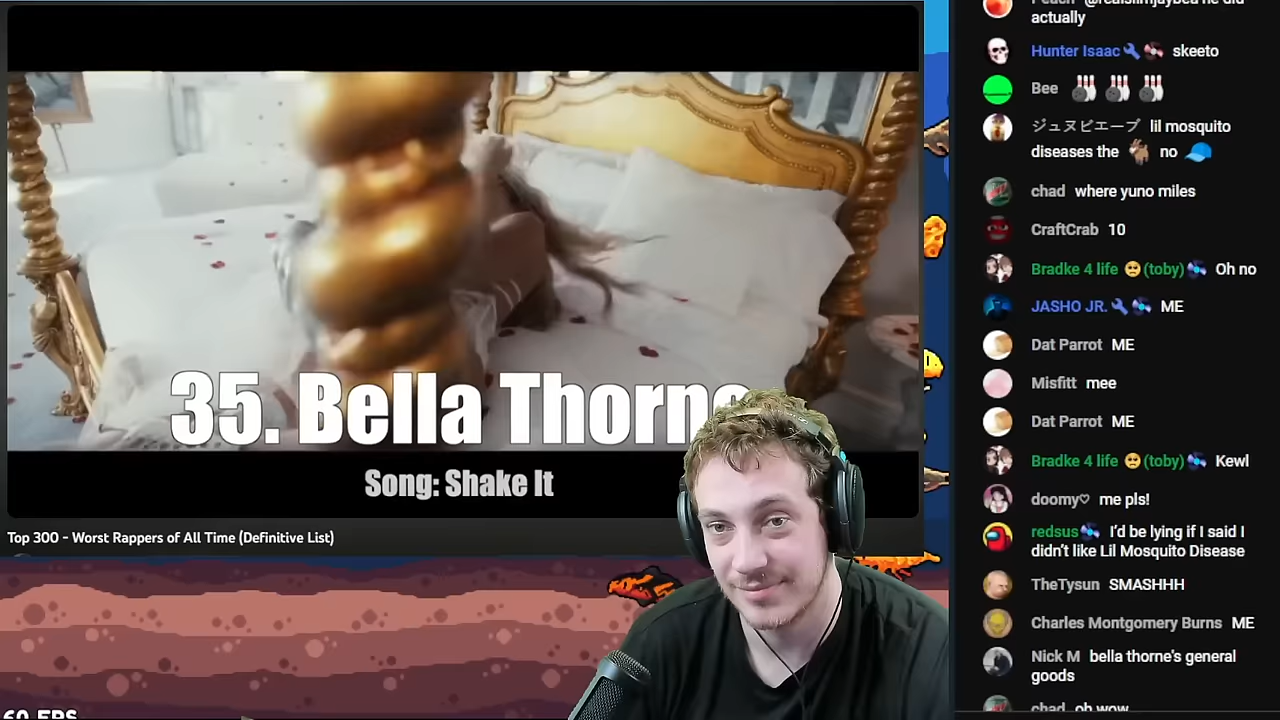 35. Bella Thorne
Song: Shake It
Top 300 - Worst Rappers of All Time (Definitive List)
60 FPS
actually
Hunter Isaac skeeto
Bee
ジュヌビエーブ lil mosquito
diseases the no
chad where yuno miles
CraftCrab 10
Bradke 4 life (toby) Oh no
JASHO JR. ME
Dat Parrot ME
Misfitt mee
Dat Parrot ME
Bradke 4 life (toby) Kewl
doomy♡ me pls!
redsus I'd be lying if I said I
didn't like Lil Mosquito Disease
TheTysun SMASHHH
Charles Montgomery Burns ME
Nick M bella thorne's general
goods
chad oh wow